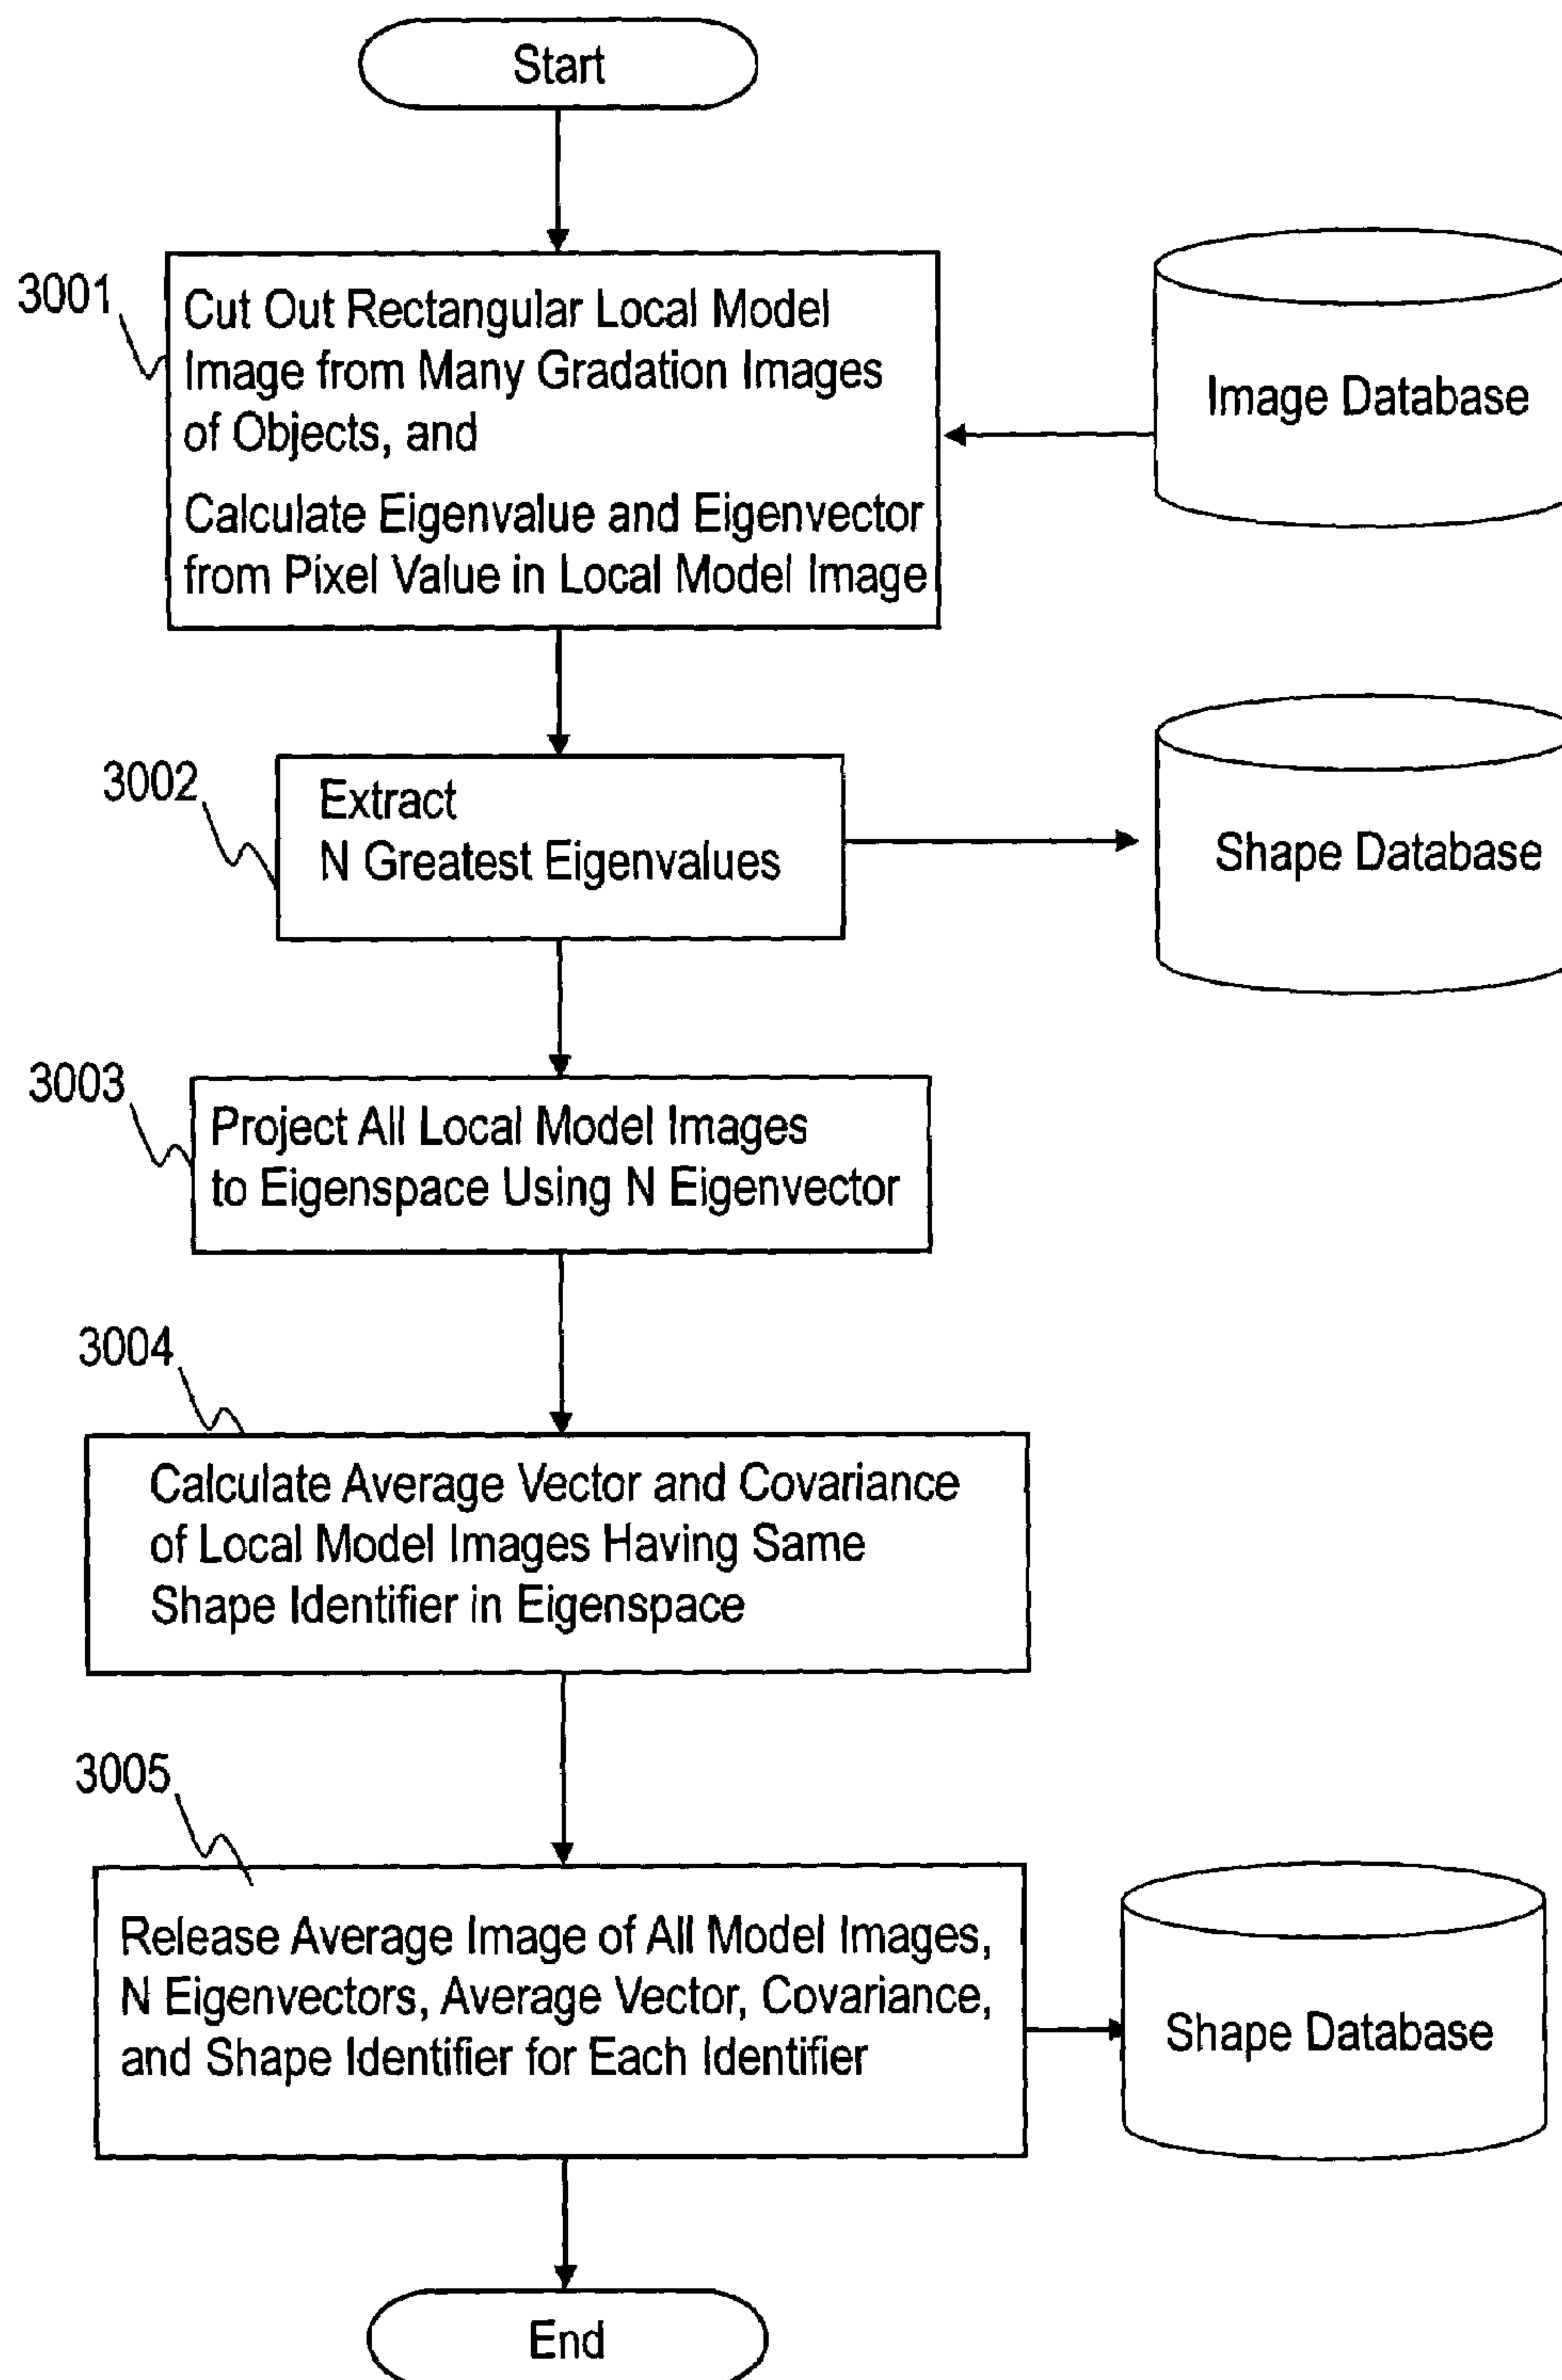 Start
3001
Cut Out Rectangular Local Model
Image from Many Gradation Images
of Objects, and
Calculate Eigenvalue and Eigenvector
from Pixel Value in Local Model Image
Image Database
3002
Extract
N Greatest Eigenvalues
Shape Database
3003
Project All Local Model Images
to Eigenspace Using N Eigenvector
3004
Calculate Average Vector and Covariance
of Local Model Images Having Same
Shape Identifier in Eigenspace
3005
Release Average Image of All Model Images,
N Eigenvectors, Average Vector, Covariance,
and Shape Identifier for Each Identifier
Shape Database
End